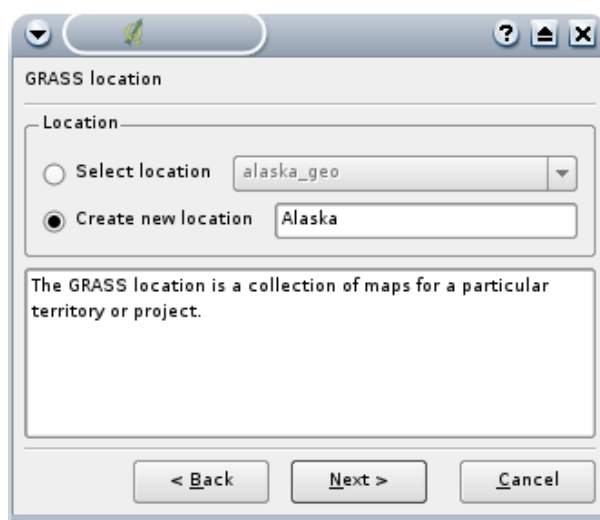 GRASS location
Location
Select location alaska_geo
Create new location Alaska
The GRASS location is a collection of maps for a particular
territory or project.
< Back Next > Cancel